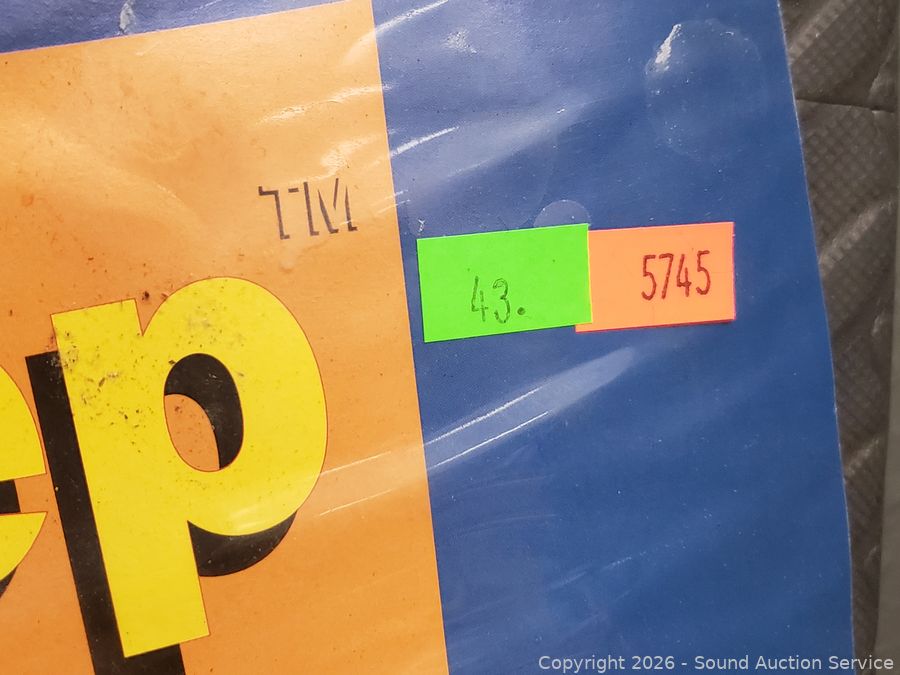 TM
ep
43.
5745
Copyright 2026 - Sound Auction Service